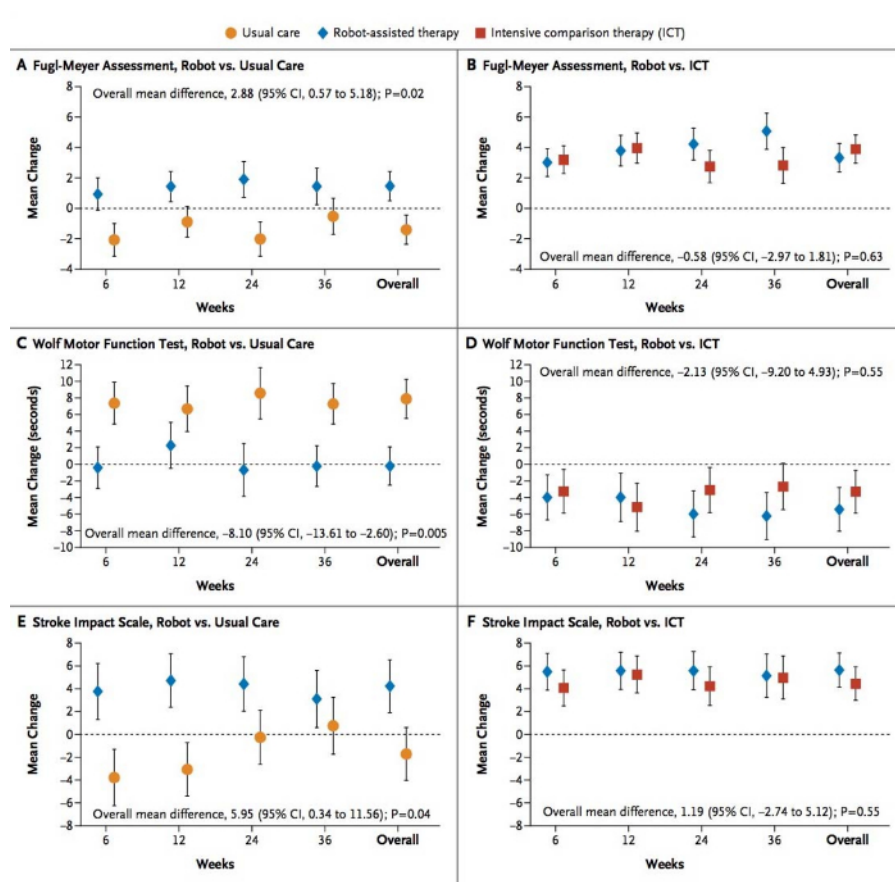 Usual care Robot-assisted therapy Intensive comparison therapy (ICT)
A Fugl-Meyer Assessment, Robot vs. Usual Care
Overall mean difference, 2.88 (95% CI, 0.57 to 5.18); P=0.02
Mean Change
8
6
4
2
0
−2
−4
6 12 24 36 Overall
Weeks
B Fugl-Meyer Assessment, Robot vs. ICT
Mean Change
8
6
4
2
0
−2
−4
Overall mean difference, −0.58 (95% CI, −2.97 to 1.81); P=0.63
6 12 24 36 Overall
Weeks
C Wolf Motor Function Test, Robot vs. Usual Care
Mean Change (seconds)
12
10
8
6
4
2
0
−2
−4
−6
−8
−10
Overall mean difference, −8.10 (95% CI, −13.61 to −2.60); P=0.005
6 12 24 36 Overall
Weeks
D Wolf Motor Function Test, Robot vs. ICT
Overall mean difference, −2.13 (95% CI, −9.20 to 4.93); P=0.55
Mean Change (seconds)
12
10
8
6
4
2
0
−2
−4
−6
−8
−10
6 12 24 36 Overall
Weeks
E Stroke Impact Scale, Robot vs. Usual Care
Mean Change
8
6
4
2
0
−2
−4
−6
−8
Overall mean difference, 5.95 (95% CI, 0.34 to 11.56); P=0.04
6 12 24 36 Overall
Weeks
F Stroke Impact Scale, Robot vs. ICT
Mean Change
8
6
4
2
0
−2
−4
−6
−8
Overall mean difference, 1.19 (95% CI, −2.74 to 5.12); P=0.55
6 12 24 36 Overall
Weeks